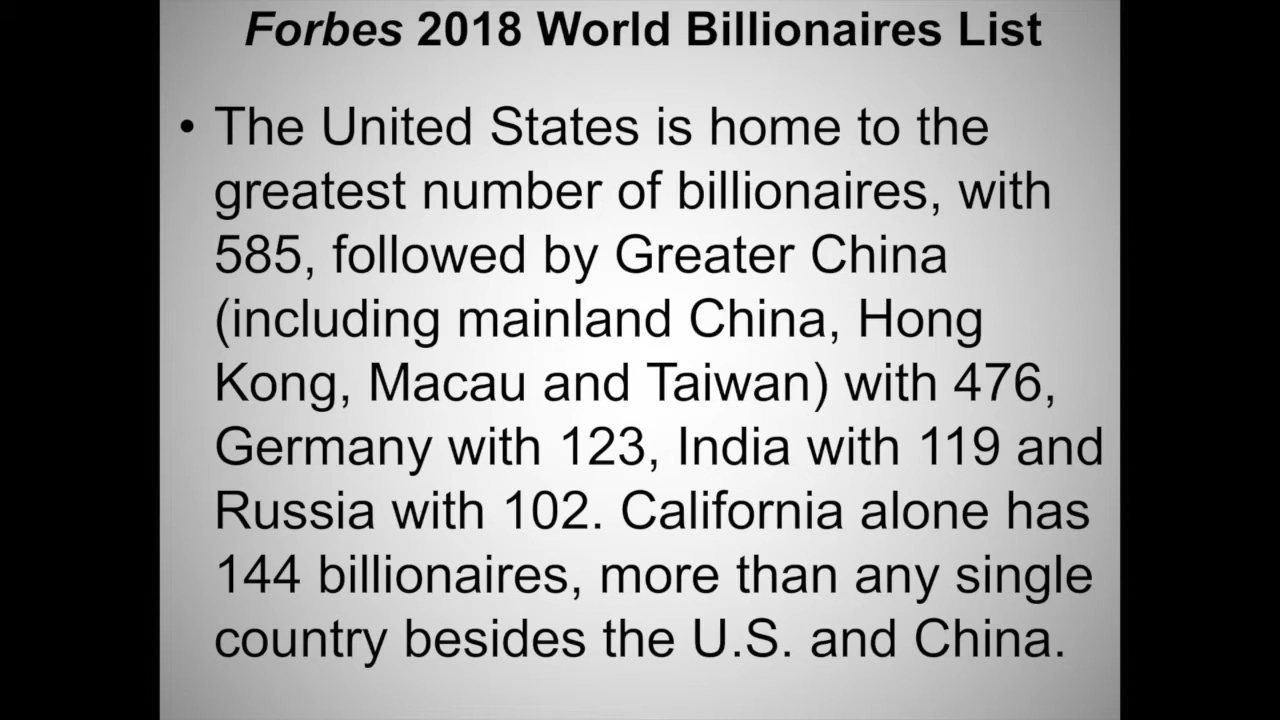 Forbes 2018 World Billionaires List
• The United States is home to the
greatest number of billionaires, with
585, followed by Greater China
(including mainland China, Hong
Kong, Macau and Taiwan) with 476,
Germany with 123, India with 119 and
Russia with 102. California alone has
144 billionaires, more than any single
country besides the U.S. and China.